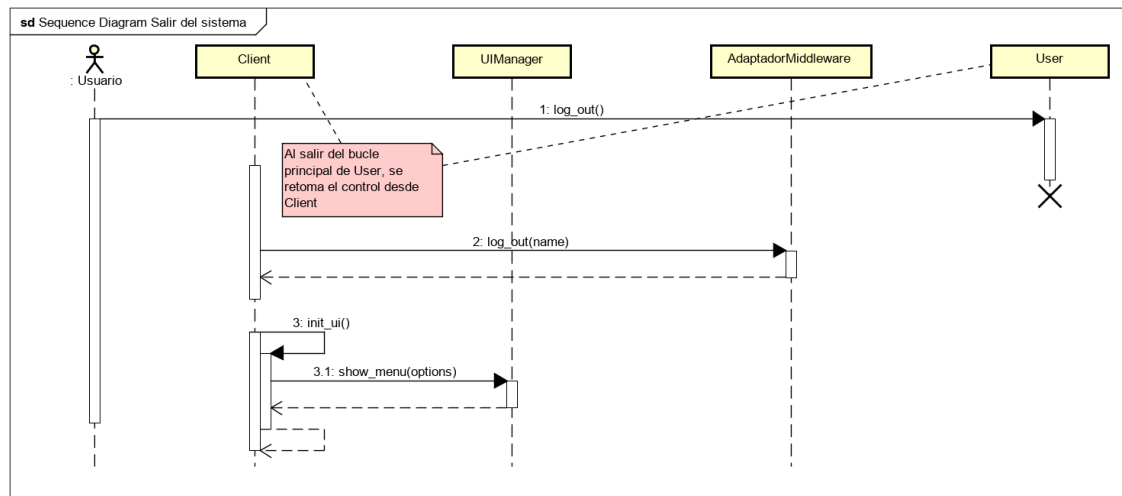 sd Sequence Diagram Salir del sistema
: Usuario
Client
UIManager
AdaptadorMiddleware
User
1: log_out()
Al salir del bucle
principal de User, se
retoma el control desde
Client
2: log_out(name)
3: init_ui()
3.1: show_menu(options)